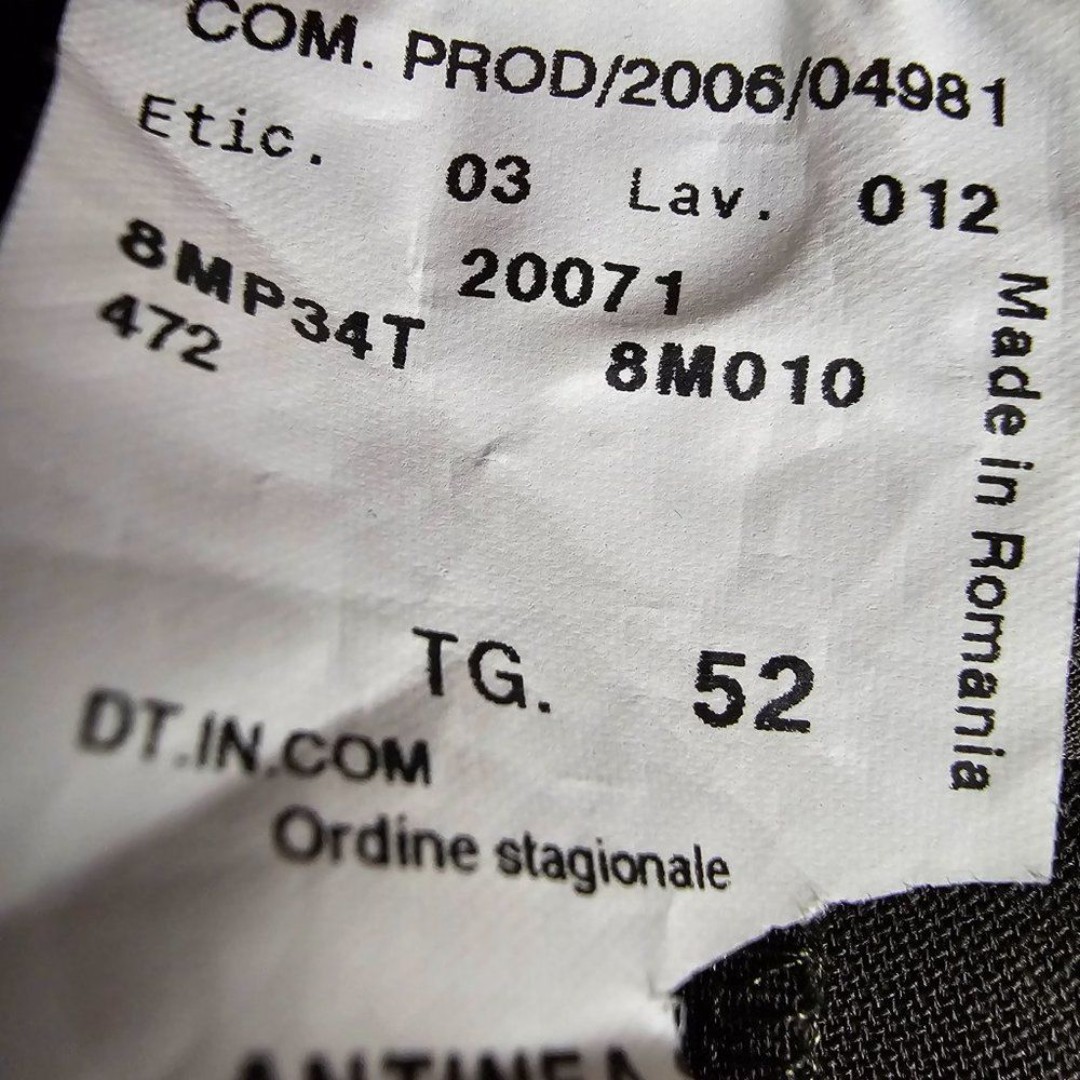 COM. PROD/2006/04981
Etic. 03 Lav. 012
8MP34T 20071
472 8M010
TG. 52
DT.IN.COM
Ordine stagionale
Made in Romania